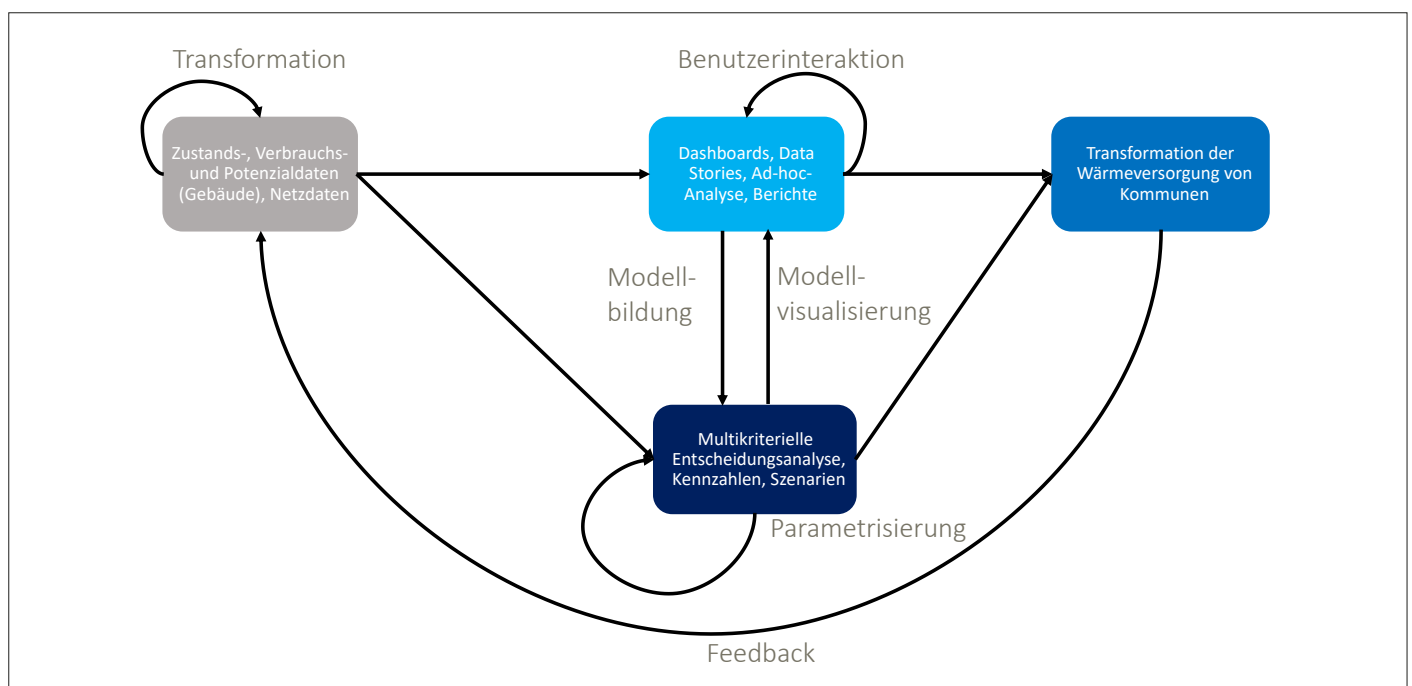 Transformation
Benutzerinteraktion
Zustands-, Verbrauchs-
und Potenzialdaten
(Gebäude), Netzdaten
Dashboards, Data
Stories, Ad-hoc-
Analyse, Berichte
Transformation der
Wärmeversorgung von
Kommunen
Modell-
bildung
Modell-
visualisierung
Multikriterielle
Entscheidungsanalyse,
Kennzahlen, Szenarien
Parametrisierung
Feedback